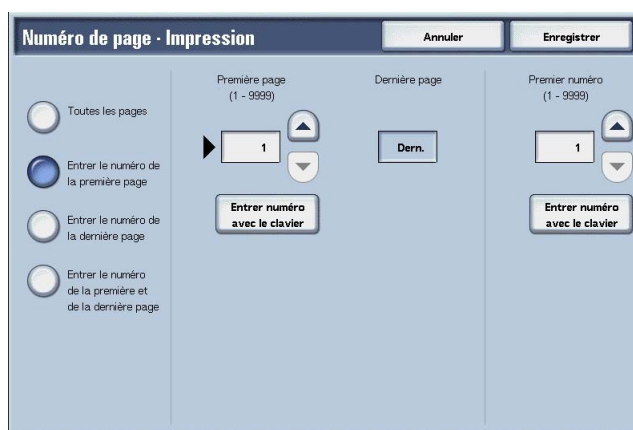 Numéro de page - Impression
Annuler
Enregistrer
Toutes les pages
Entrer le numéro de
la première page
Entrer le numéro de
la dernière page
Entrer le numéro
de la première et
de la dernière page
Première page
(1 - 9999)
1
Entrer numéro
avec le clavier
Dernière page
Dern.
Premier numéro
(1 - 9999)
1
Entrer numéro
avec le clavier